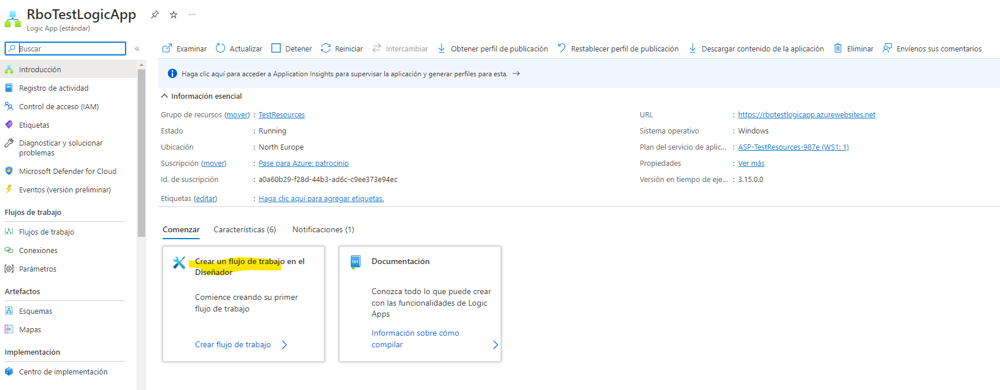 RboTestLogicApp
Logic App (estándar)
Buscar
Examinar Actualizar Detener Reiniciar Intercambiar Obtener perfil de publicación Restablecer perfil de publicación Descargar contenido de la aplicación Eliminar Envíenos sus comentarios
Introducción
Registro de actividad
Control de acceso (IAM)
Etiquetas
Diagnosticar y solucionar
problemas
Microsoft Defender for Cloud
Eventos (versión preliminar)
Flujos de trabajo
Flujos de trabajo
Conexiones
Parámetros
Artefactos
Esquemas
Mapas
Implementación
Centro de implementación
Haga clic aquí para acceder a Application Insights para supervisar la aplicación y generar perfiles para esta. →
Información esencial
Grupo de recursos (mover) : TestResources
Estado : Running
Ubicación : North Europe
Suscripción (mover) : Pase para Azure: patrocinio
Id. de suscripción : a0a60b29-f28d-44b3-ad6c-c9ee373e94ec
Etiquetas (editar) : Haga clic aquí para agregar etiquetas.
URL : https://rbotestlogicapp.azurewebsites.net
Sistema operativo : Windows
Plan del servicio de aplic... : ASP-TestResources-987e (WS1: 1)
Propiedades : Ver más
Versión en tiempo de eje... : 3.15.0.0
Comenzar Características (6) Notificaciones (1)
Crear un flujo de trabajo en el
Diseñador
Comience creando su primer
flujo de trabajo
Crear flujo de trabajo
101
Documentación
Conozca todo lo que puede crear
con las funcionalidades de Logic
Apps
Información sobre cómo
compilar